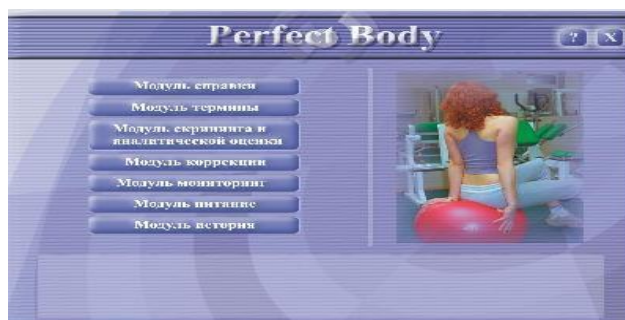 Perfect Body
? X
Модуль справки
Модуль термины
Модуль скрининга и
аналитической оценки
Модуль коррекции
Модуль мониторинг
Модуль питание
Модуль история